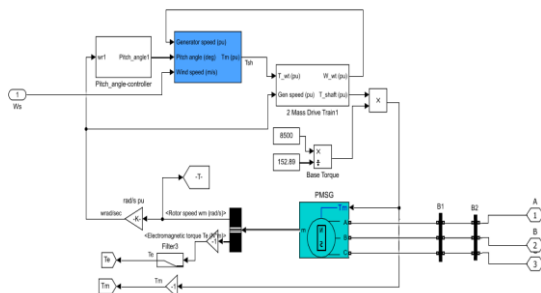 Generator speed (pu)
wr1
Pitch_angle1
Pitch angle (deg)
Tm (pu)
Wind speed (m/s)
Tsh
Pitch_angle-controller
T_wt (pu)
W_wt (pu)
Gen speed (pu)
T_shaft (pu)
2 Mass Drive Train1
X
1
Ws
8500
152.89
X
÷
Base Torque
-T-
rad/s pu
wrad/sec
-K-
<Rotor speed wm (rad/s)>
<Electromagnetic torque Te (N*m)>
PMSG
Tm
m
A
B
C
B1
B2
A
1
B
2
3
-1
Te
Te
Filter3
Tm
Tm
-1